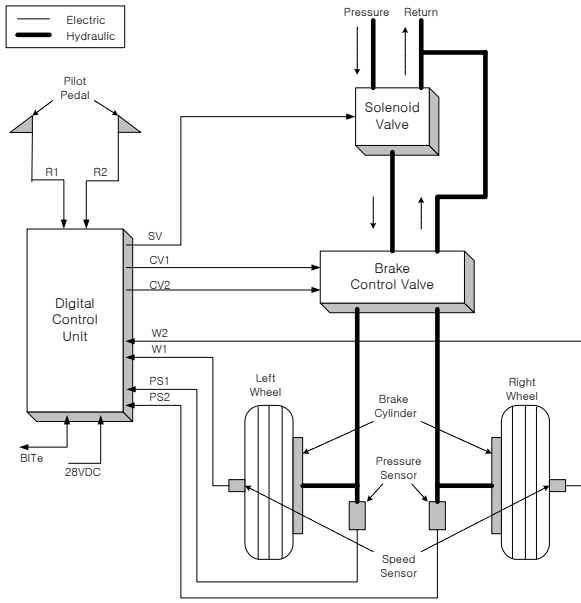 Electric
Hydraulic
Pressure
Return
Pilot
Pedal
Solenoid
Valve
R1
R2
SV
CV1
CV2
Brake
Control Valve
Digital
Control
Unit
W2
W1
PS1
PS2
Left
Wheel
Brake
Cylinder
Right
Wheel
BITe
28VDC
Pressure
Sensor
Speed
Sensor